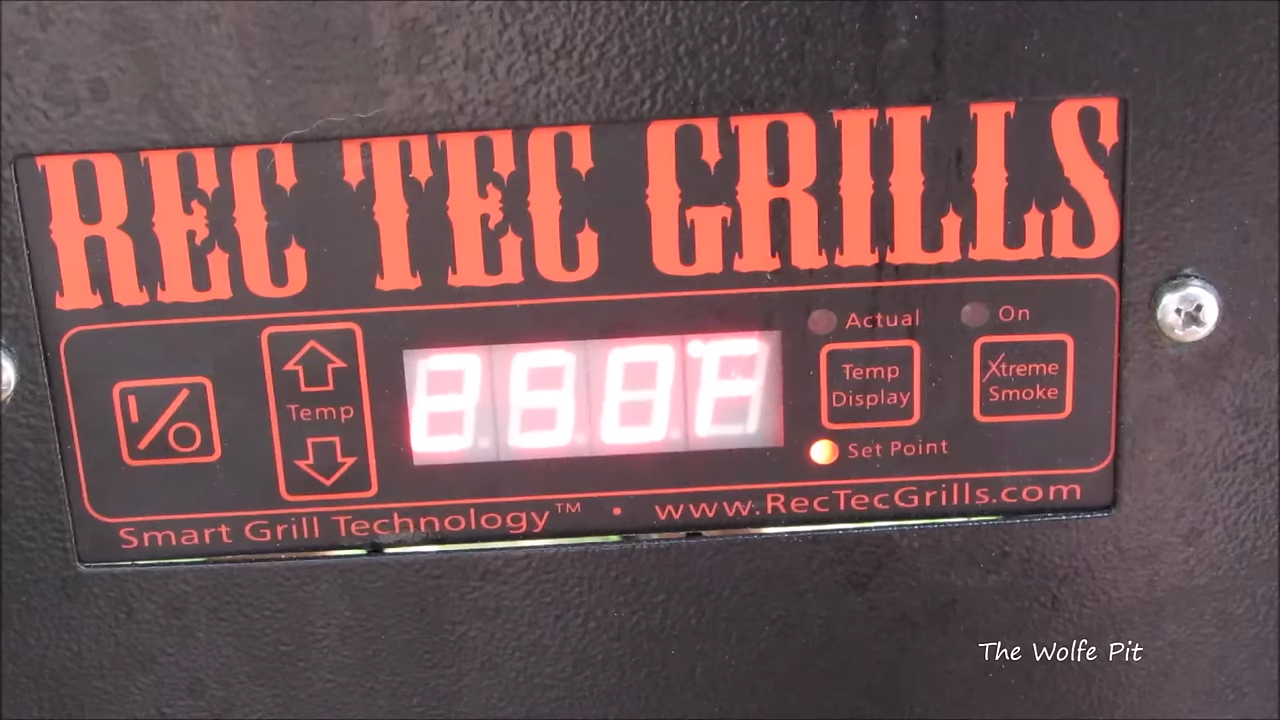 REC TEC GRILLS
Actual
On
Temp
250°F
Temp Display
Xtreme Smoke
Set Point
Smart Grill Technology™ • www.RecTecGrills.com
The Wolfe Pit